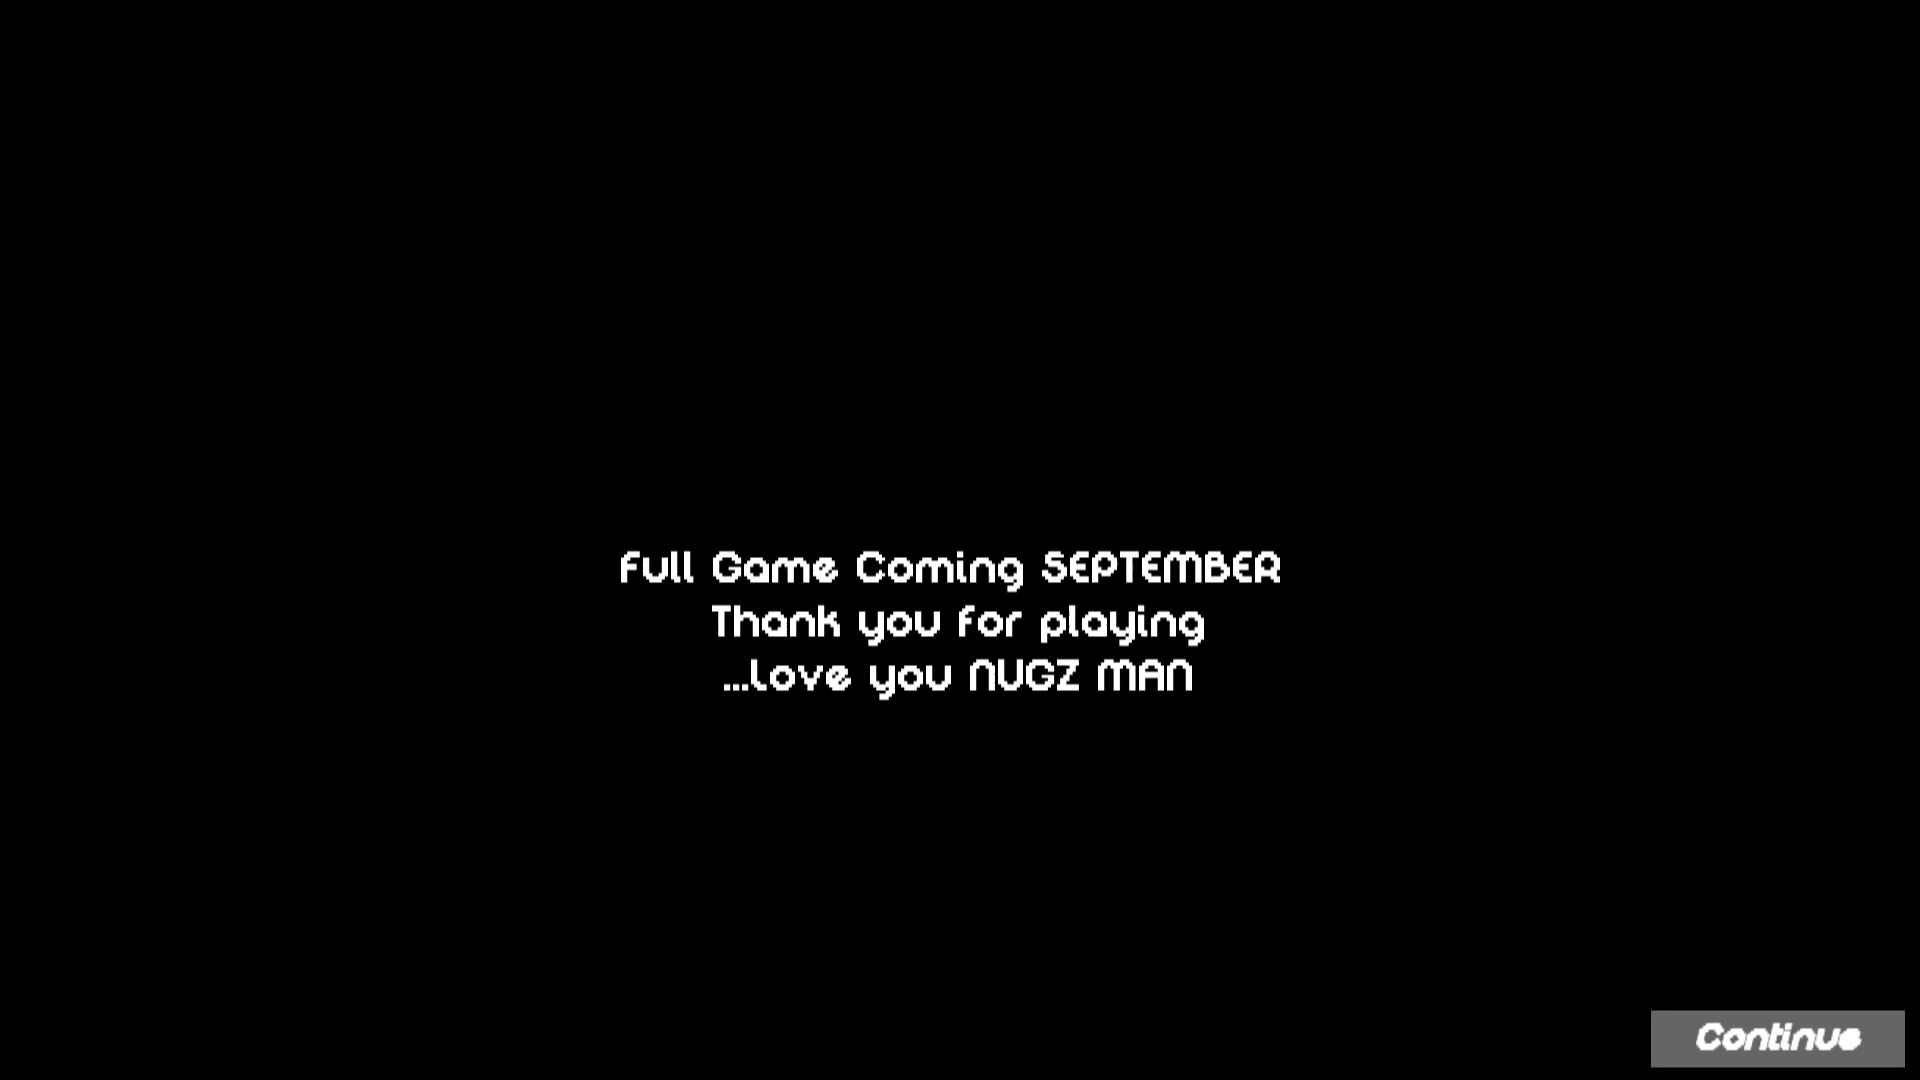 Full Game Coming SEPTEMBER
Thank you for playing
...love you NUGZ MAN
Continue